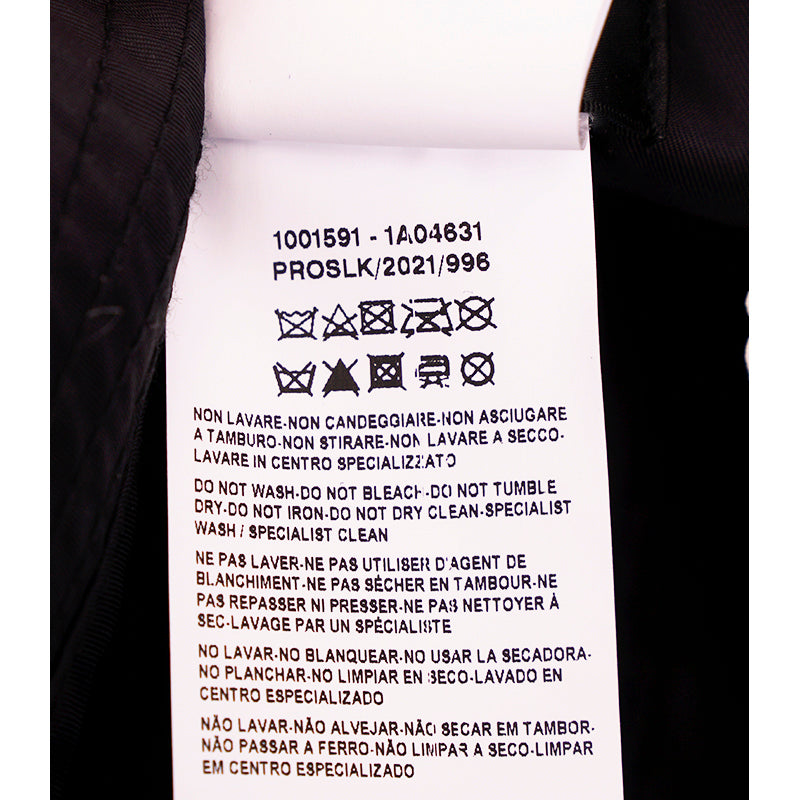 1001591 - 1A04631
PROSLK/2021/996
NON LAVARE-NON CANDEGGIARE-NON ASCIUGARE
A TAMBURO-NON STIRARE-NON LAVARE A SECCO-
LAVARE IN CENTRO SPECIALIZZATO
DO NOT WASH-DO NOT BLEACH-DO NOT TUMBLE
DRY-DO NOT IRON-DO NOT DRY CLEAN-SPECIALIST
WASH / SPECIALIST CLEAN
NE PAS LAVER-NE PAS UTILISER D'AGENT DE
BLANCHIMENT-NE PAS SÉCHER EN TAMBOUR-NE
PAS REPASSER NI PRESSER-NE PAS NETTOYER À
SEC-LAVAGE PAR UN SPÉCIALISTE
NO LAVAR-NO BLANQUEAR-NO USAR LA SECADORA-
NO PLANCHAR-NO LIMPIAR EN SECO-LAVADO EN
CENTRO ESPECIALIZADO
NÃO LAVAR-NÃO ALVEJAR-NÃO SECAR EM TAMBOR-
NÃO PASSAR A FERRO-NÃO LIMPAR A SECO-LIMPAR
EM CENTRO ESPECIALIZADO